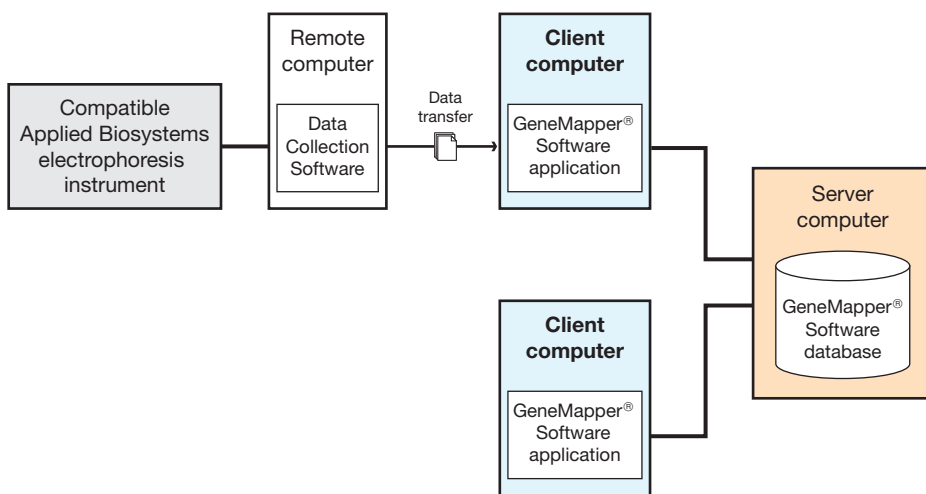 Compatible
Applied Biosystems
electrophoresis
instrument
Remote
computer
Data
Collection
Software
Data
transfer
Client
computer
GeneMapper®
Software
application
Server
computer
GeneMapper®
Software
database
Client
computer
GeneMapper®
Software
application